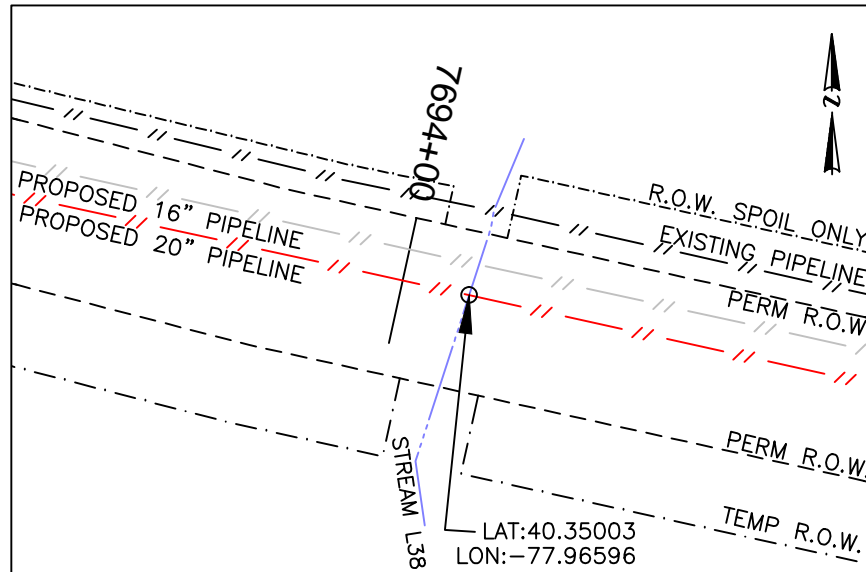 7694+00
N
R.O.W. SPOIL ONLY
PROPOSED 16" PIPELINE
PROPOSED 20" PIPELINE
EXISTING PIPELINE
PERM R.O.W.
PERM R.O.W.
STREAM L38
TEMP R.O.W.
LAT:40.35003
LON:-77.96596